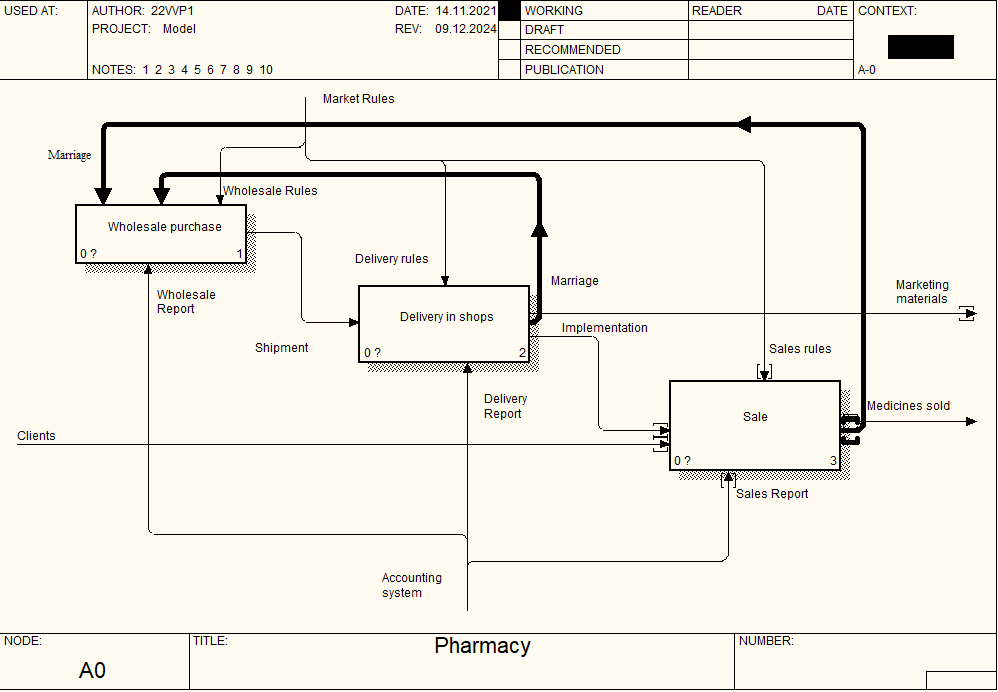 USED AT:
AUTHOR: 22VVP1
DATE: 14.11.2021
WORKING
READER
DATE
CONTEXT:
PROJECT: Model
REV: 09.12.2024
DRAFT
RECOMMENDED
NOTES: 1 2 3 4 5 6 7 8 9 10
PUBLICATION
A-0
Market Rules
Marriage
Wholesale Rules
Wholesale purchase
0 ?
1
Delivery rules
Marriage
Wholesale
Report
Marketing
materials
Delivery in shops
0 ?
2
Implementation
Shipment
Sales rules
Delivery
Report
Medicines sold
Sale
0 ?
3
Clients
Sales Report
Accounting
system
NODE:
TITLE:
Pharmacy
NUMBER:
A0